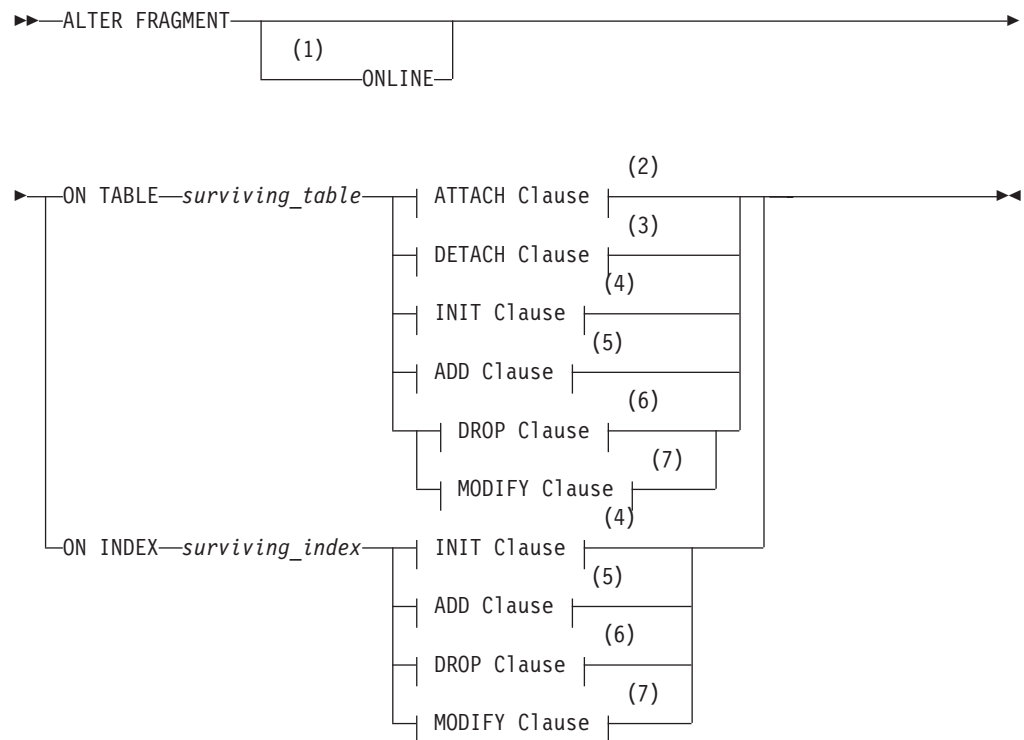 ALTER FRAGMENT
(1)
ONLINE
(2)
ON TABLE surviving_table ATTACH Clause
(3)
DETACH Clause
(4)
INIT Clause
(5)
ADD Clause
(6)
DROP Clause
(7)
MODIFY Clause
(4)
ON INDEX surviving_index INIT Clause
(5)
ADD Clause
(6)
DROP Clause
(7)
MODIFY Clause